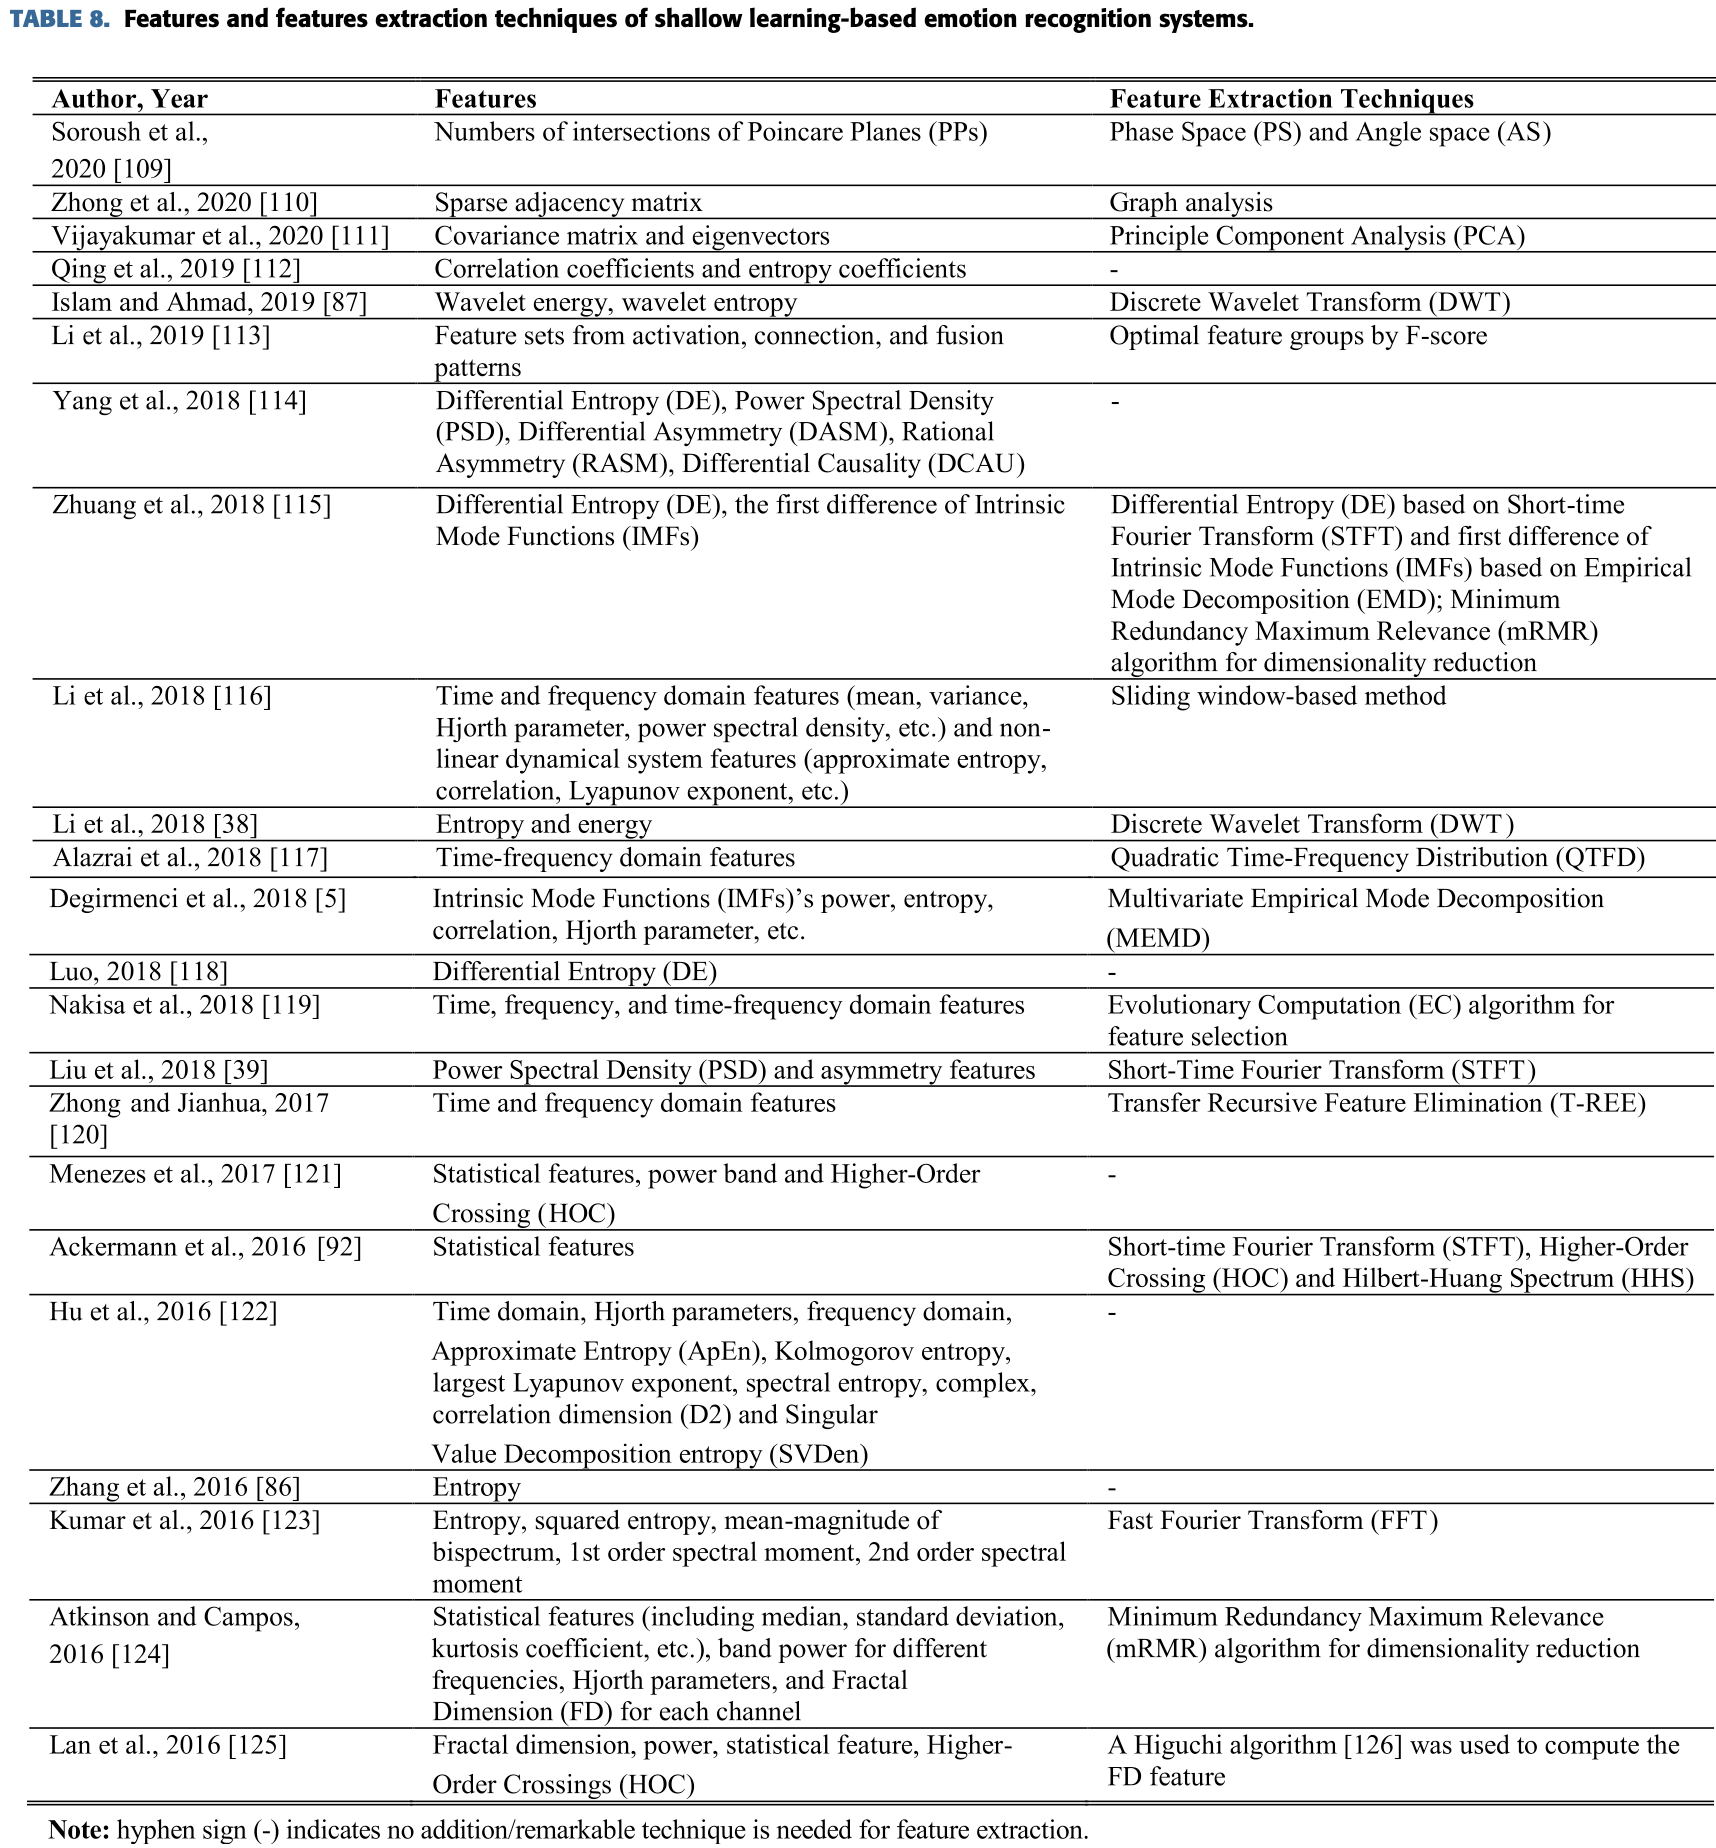 TABLE 8. Features and features extraction techniques of shallow learning-based emotion recognition systems.
Author, Year Features Feature Extraction Techniques
Soroush et al., Numbers of intersections of Poincare Planes (PPs) Phase Space (PS) and Angle space (AS)
2020 [109]
Zhong et al., 2020 [110] Sparse adjacency matrix Graph analysis
Vijayakumar et al., 2020 [111] Covariance matrix and eigenvectors Principle Component Analysis (PCA)
Qing et al., 2019 [112] Correlation coefficients and entropy coefficients -
Islam and Ahmad, 2019 [87] Wavelet energy, wavelet entropy Discrete Wavelet Transform (DWT)
Li et al., 2019 [113] Feature sets from activation, connection, and fusion Optimal feature groups by F-score
patterns
Yang et al., 2018 [114] Differential Entropy (DE), Power Spectral Density -
(PSD), Differential Asymmetry (DASM), Rational
Asymmetry (RASM), Differential Causality (DCAU)
Zhuang et al., 2018 [115] Differential Entropy (DE), the first difference of Intrinsic Differential Entropy (DE) based on Short-time
Mode Functions (IMFs) Fourier Transform (STFT) and first difference of
Intrinsic Mode Functions (IMFs) based on Empirical
Mode Decomposition (EMD); Minimum
Redundancy Maximum Relevance (mRMR)
algorithm for dimensionality reduction
Li et al., 2018 [116] Time and frequency domain features (mean, variance, Sliding window-based method
Hjorth parameter, power spectral density, etc.) and non-
linear dynamical system features (approximate entropy,
correlation, Lyapunov exponent, etc.)
Li et al., 2018 [38] Entropy and energy Discrete Wavelet Transform (DWT)
Alazrai et al., 2018 [117] Time-frequency domain features Quadratic Time-Frequency Distribution (QTFD)
Degirmenci et al., 2018 [5] Intrinsic Mode Functions (IMFs)’s power, entropy, Multivariate Empirical Mode Decomposition
correlation, Hjorth parameter, etc. (MEMD)
Luo, 2018 [118] Differential Entropy (DE) -
Nakisa et al., 2018 [119] Time, frequency, and time-frequency domain features Evolutionary Computation (EC) algorithm for
feature selection
Liu et al., 2018 [39] Power Spectral Density (PSD) and asymmetry features Short-Time Fourier Transform (STFT)
Zhong and Jianhua, 2017 Time and frequency domain features Transfer Recursive Feature Elimination (T-REE)
[120]
Menezes et al., 2017 [121] Statistical features, power band and Higher-Order -
Crossing (HOC)
Ackermann et al., 2016 [92] Statistical features Short-time Fourier Transform (STFT), Higher-Order
Crossing (HOC) and Hilbert-Huang Spectrum (HHS)
Hu et al., 2016 [122] Time domain, Hjorth parameters, frequency domain, -
Approximate Entropy (ApEn), Kolmogorov entropy,
largest Lyapunov exponent, spectral entropy, complex,
correlation dimension (D2) and Singular
Value Decomposition entropy (SVDen)
Zhang et al., 2016 [86] Entropy -
Kumar et al., 2016 [123] Entropy, squared entropy, mean-magnitude of Fast Fourier Transform (FFT)
bispectrum, 1st order spectral moment, 2nd order spectral
moment
Atkinson and Campos, Statistical features (including median, standard deviation, Minimum Redundancy Maximum Relevance
2016 [124] kurtosis coefficient, etc.), band power for different (mRMR) algorithm for dimensionality reduction
frequencies, Hjorth parameters, and Fractal
Dimension (FD) for each channel
Lan et al., 2016 [125] Fractal dimension, power, statistical feature, Higher- A Higuchi algorithm [126] was used to compute the
Order Crossings (HOC) FD feature
Note: hyphen sign (-) indicates no addition/remarkable technique is needed for feature extraction.